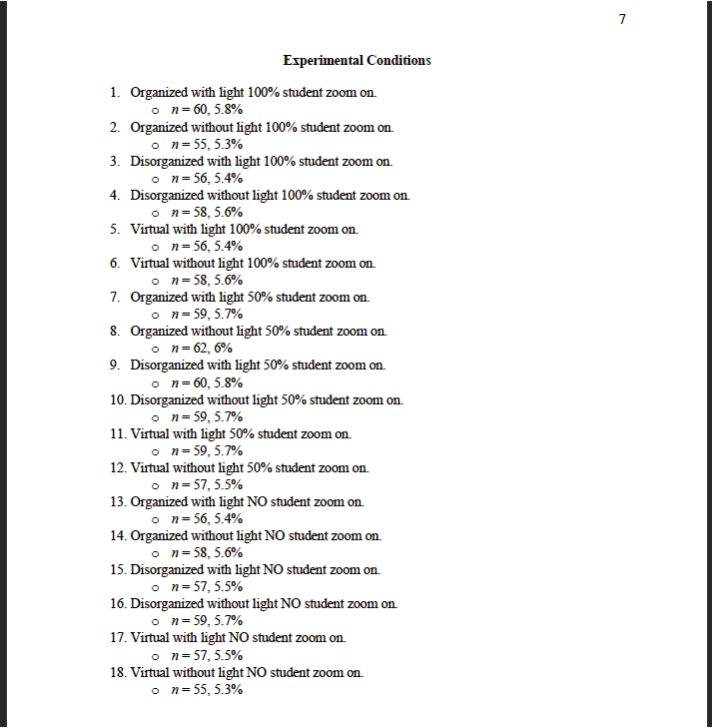 7
Experimental Conditions
1. Organized with light 100% student zoom on.
o n = 60, 5.8%
2. Organized without light 100% student zoom on.
o n = 55, 5.3%
3. Disorganized with light 100% student zoom on.
o n = 56, 5.4%
4. Disorganized without light 100% student zoom on.
o n = 58, 5.6%
5. Virtual with light 100% student zoom on.
o n = 56, 5.4%
6. Virtual without light 100% student zoom on.
o n = 58, 5.6%
7. Organized with light 50% student zoom on.
o n = 59, 5.7%
8. Organized without light 50% student zoom on.
o n = 62, 6%
9. Disorganized with light 50% student zoom on.
o n = 60, 5.8%
10. Disorganized without light 50% student zoom on.
o n = 59, 5.7%
11. Virtual with light 50% student zoom on.
o n = 59, 5.7%
12. Virtual without light 50% student zoom on.
o n = 57, 5.5%
13. Organized with light NO student zoom on.
o n = 56, 5.4%
14. Organized without light NO student zoom on.
o n = 58, 5.6%
15. Disorganized with light NO student zoom on.
o n = 57, 5.5%
16. Disorganized without light NO student zoom on.
o n = 59, 5.7%
17. Virtual with light NO student zoom on.
o n = 57, 5.5%
18. Virtual without light NO student zoom on.
o n = 55, 5.3%